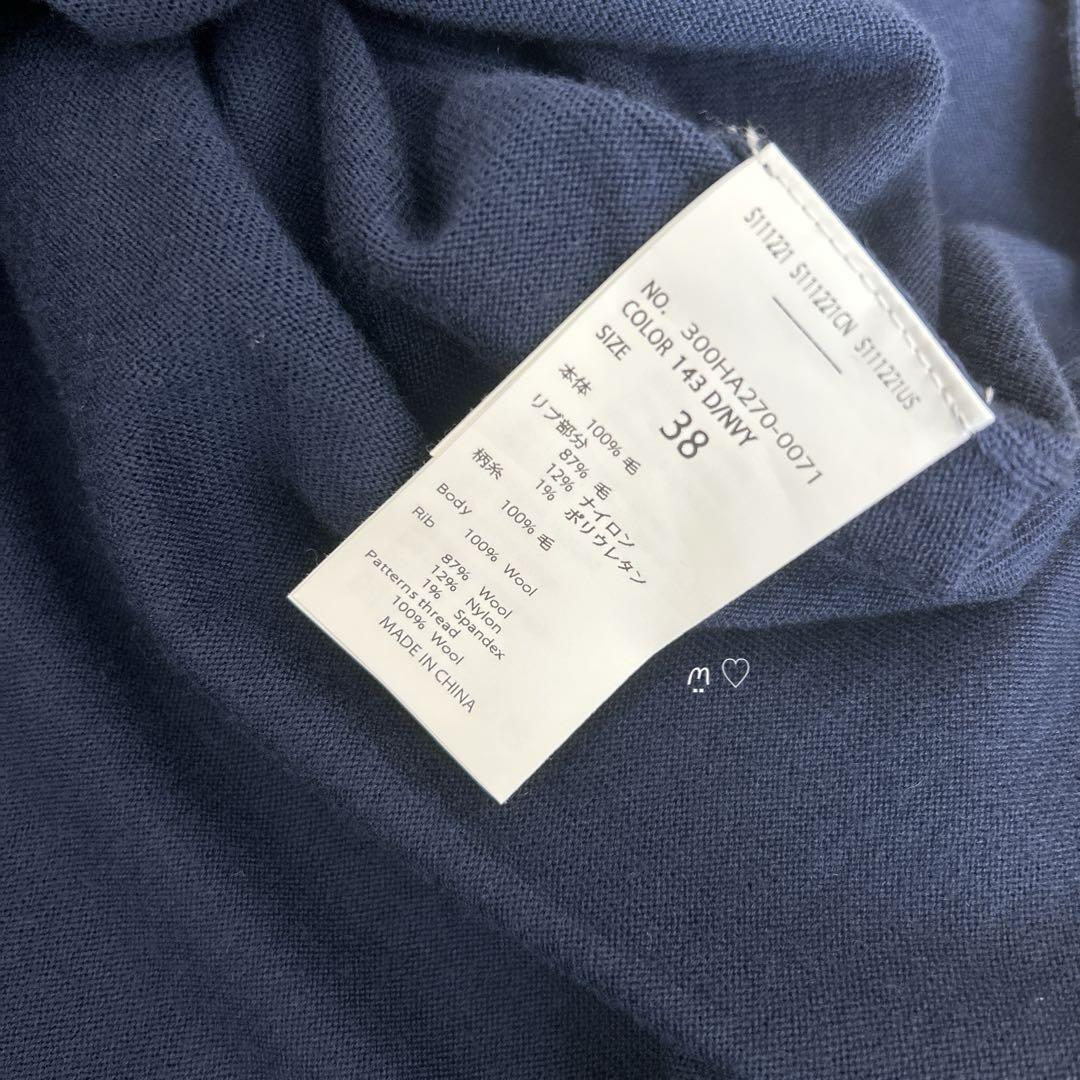 S111221 S111221CN S111221US
NO. 300HA270-0071
COLOR 143 D/NVY
SIZE 38
本体
100% 毛
リブ部分
87% 毛
12% ナイロン
1% ポリウレタン
柄糸
100% 毛
Body
100% Wool
Rib
87% Wool
12% Nylon
1% Spandex
Patterns thread
100% Wool
MADE IN CHINA